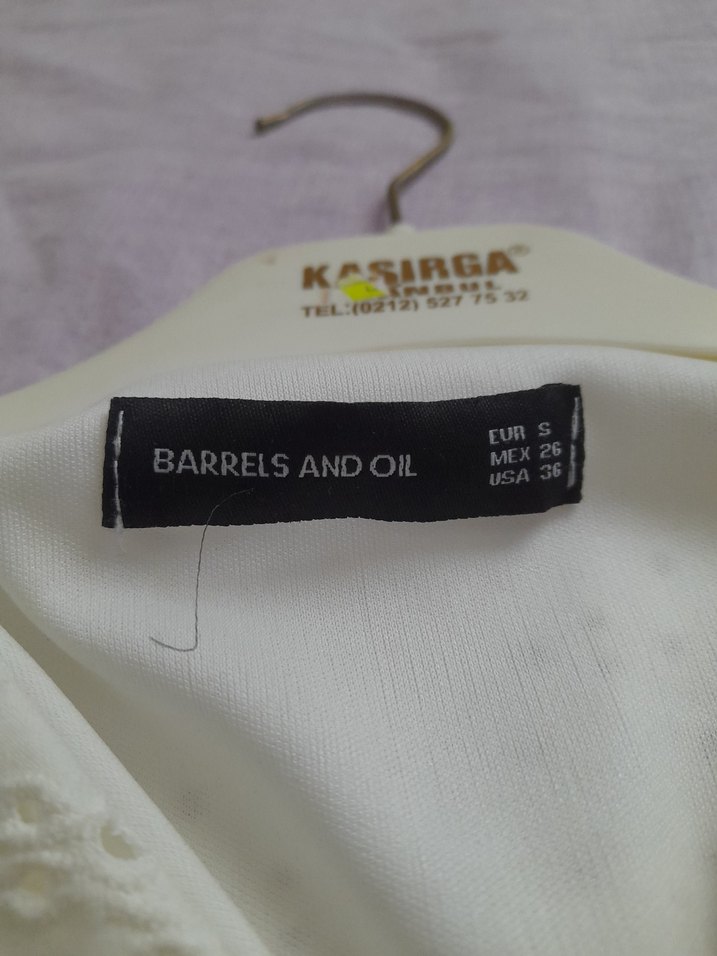 KASIRGA®
TEL:(0212) 527 75 32
BARRELS AND OIL
EUR S
MEX 26
USA 36